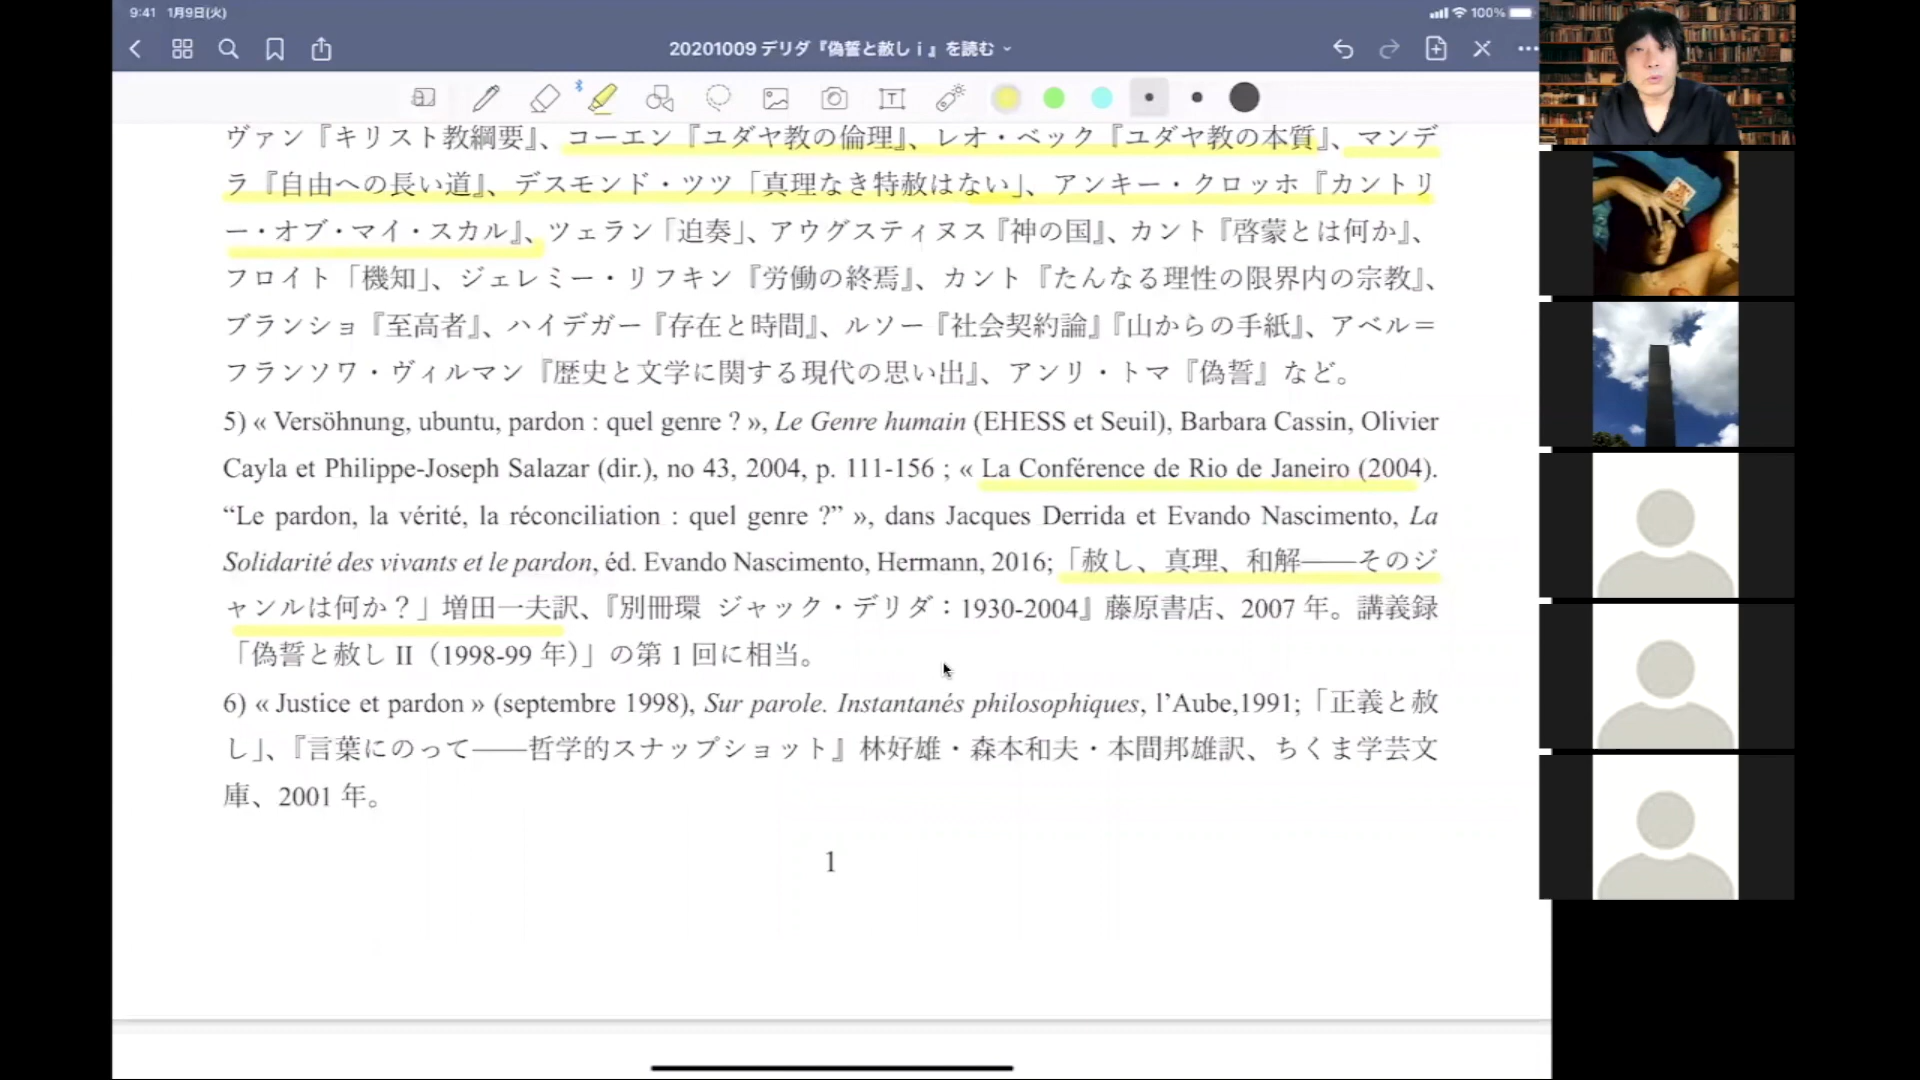 9:41 1月9日(火)
100%
20201009 デリダ『偽誓と赦し i 』を読む
ヴァン『キリスト教綱要』、コーエン『ユダヤ教の倫理』、レオ・ベック『ユダヤ教の本質』、マンデ
ラ『自由への長い道』、デスモンド・ツツ「真理なき特赦はない」、アンキー・クロッホ『カントリ
ー・オブ・マイ・スカル』、ツェラン「迫奏」、アウグスティヌス『神の国』、カント『啓蒙とは何か』、
フロイト「機知」、ジェレミー・リフキン『労働の終焉』、カント『たんなる理性の限界内の宗教』、
ブランショ『至高者』、ハイデガー『存在と時間』、ルソー『社会契約論』『山からの手紙』、アベル＝
フランソワ・ヴィルマン『歴史と文学に関する現代の思い出』、アンリ・トマ『偽誓』など。
5) « Versöhnung, ubuntu, pardon : quel genre ? », Le Genre humain (EHESS et Seuil), Barbara Cassin, Olivier
Cayla et Philippe-Joseph Salazar (dir.), no 43, 2004, p. 111-156 ; « La Conférence de Rio de Janeiro (2004).
“Le pardon, la vérité, la réconciliation : quel genre ?” », dans Jacques Derrida et Evando Nascimento, La
Solidarité des vivants et le pardon, éd. Evando Nascimento, Hermann, 2016;「赦し、真理、和解——そのジ
ャンルは何か？」増田一夫訳、『別冊環 ジャック・デリダ：1930-2004』藤原書店、2007 年。講義録
「偽誓と赦し II（1998-99 年）」の第 1 回に相当。
6) « Justice et pardon » (septembre 1998), Sur parole. Instantanés philosophiques, l’Aube,1991;「正義と赦
し」、『言葉にのって——哲学的スナップショット』林好雄・森本和夫・本間邦雄訳、ちくま学芸文
庫、2001 年。
1